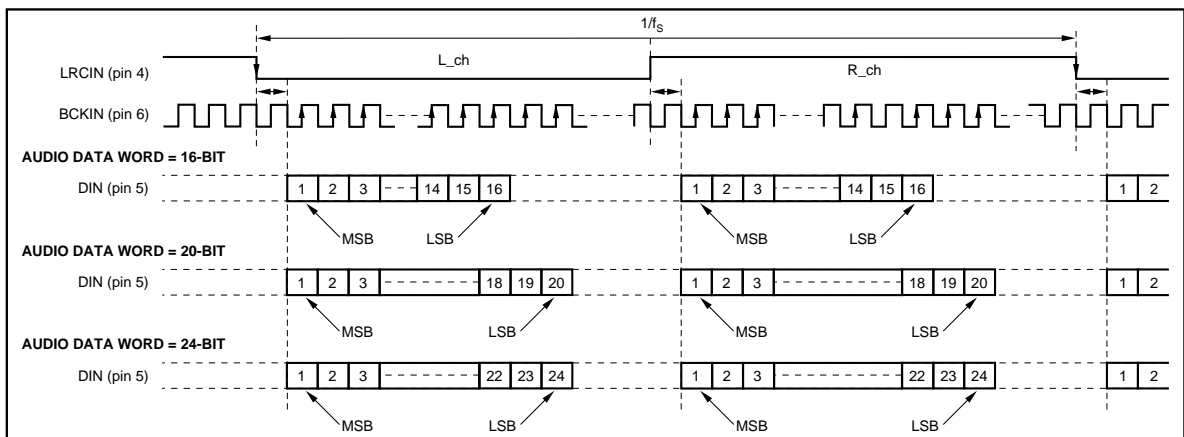 1/fS
LRCIN (pin 4)
L_ch
R_ch
BCKIN (pin 6)
AUDIO DATA WORD = 16-BIT
DIN (pin 5)
1 2 3 14 15 16 1 2 3 14 15 16 1 2
MSB LSB MSB LSB
AUDIO DATA WORD = 20-BIT
DIN (pin 5)
1 2 3 18 19 20 1 2 3 18 19 20 1 2
MSB LSB MSB LSB
AUDIO DATA WORD = 24-BIT
DIN (pin 5)
1 2 3 22 23 24 1 2 3 22 23 24 1 2
MSB LSB MSB LSB